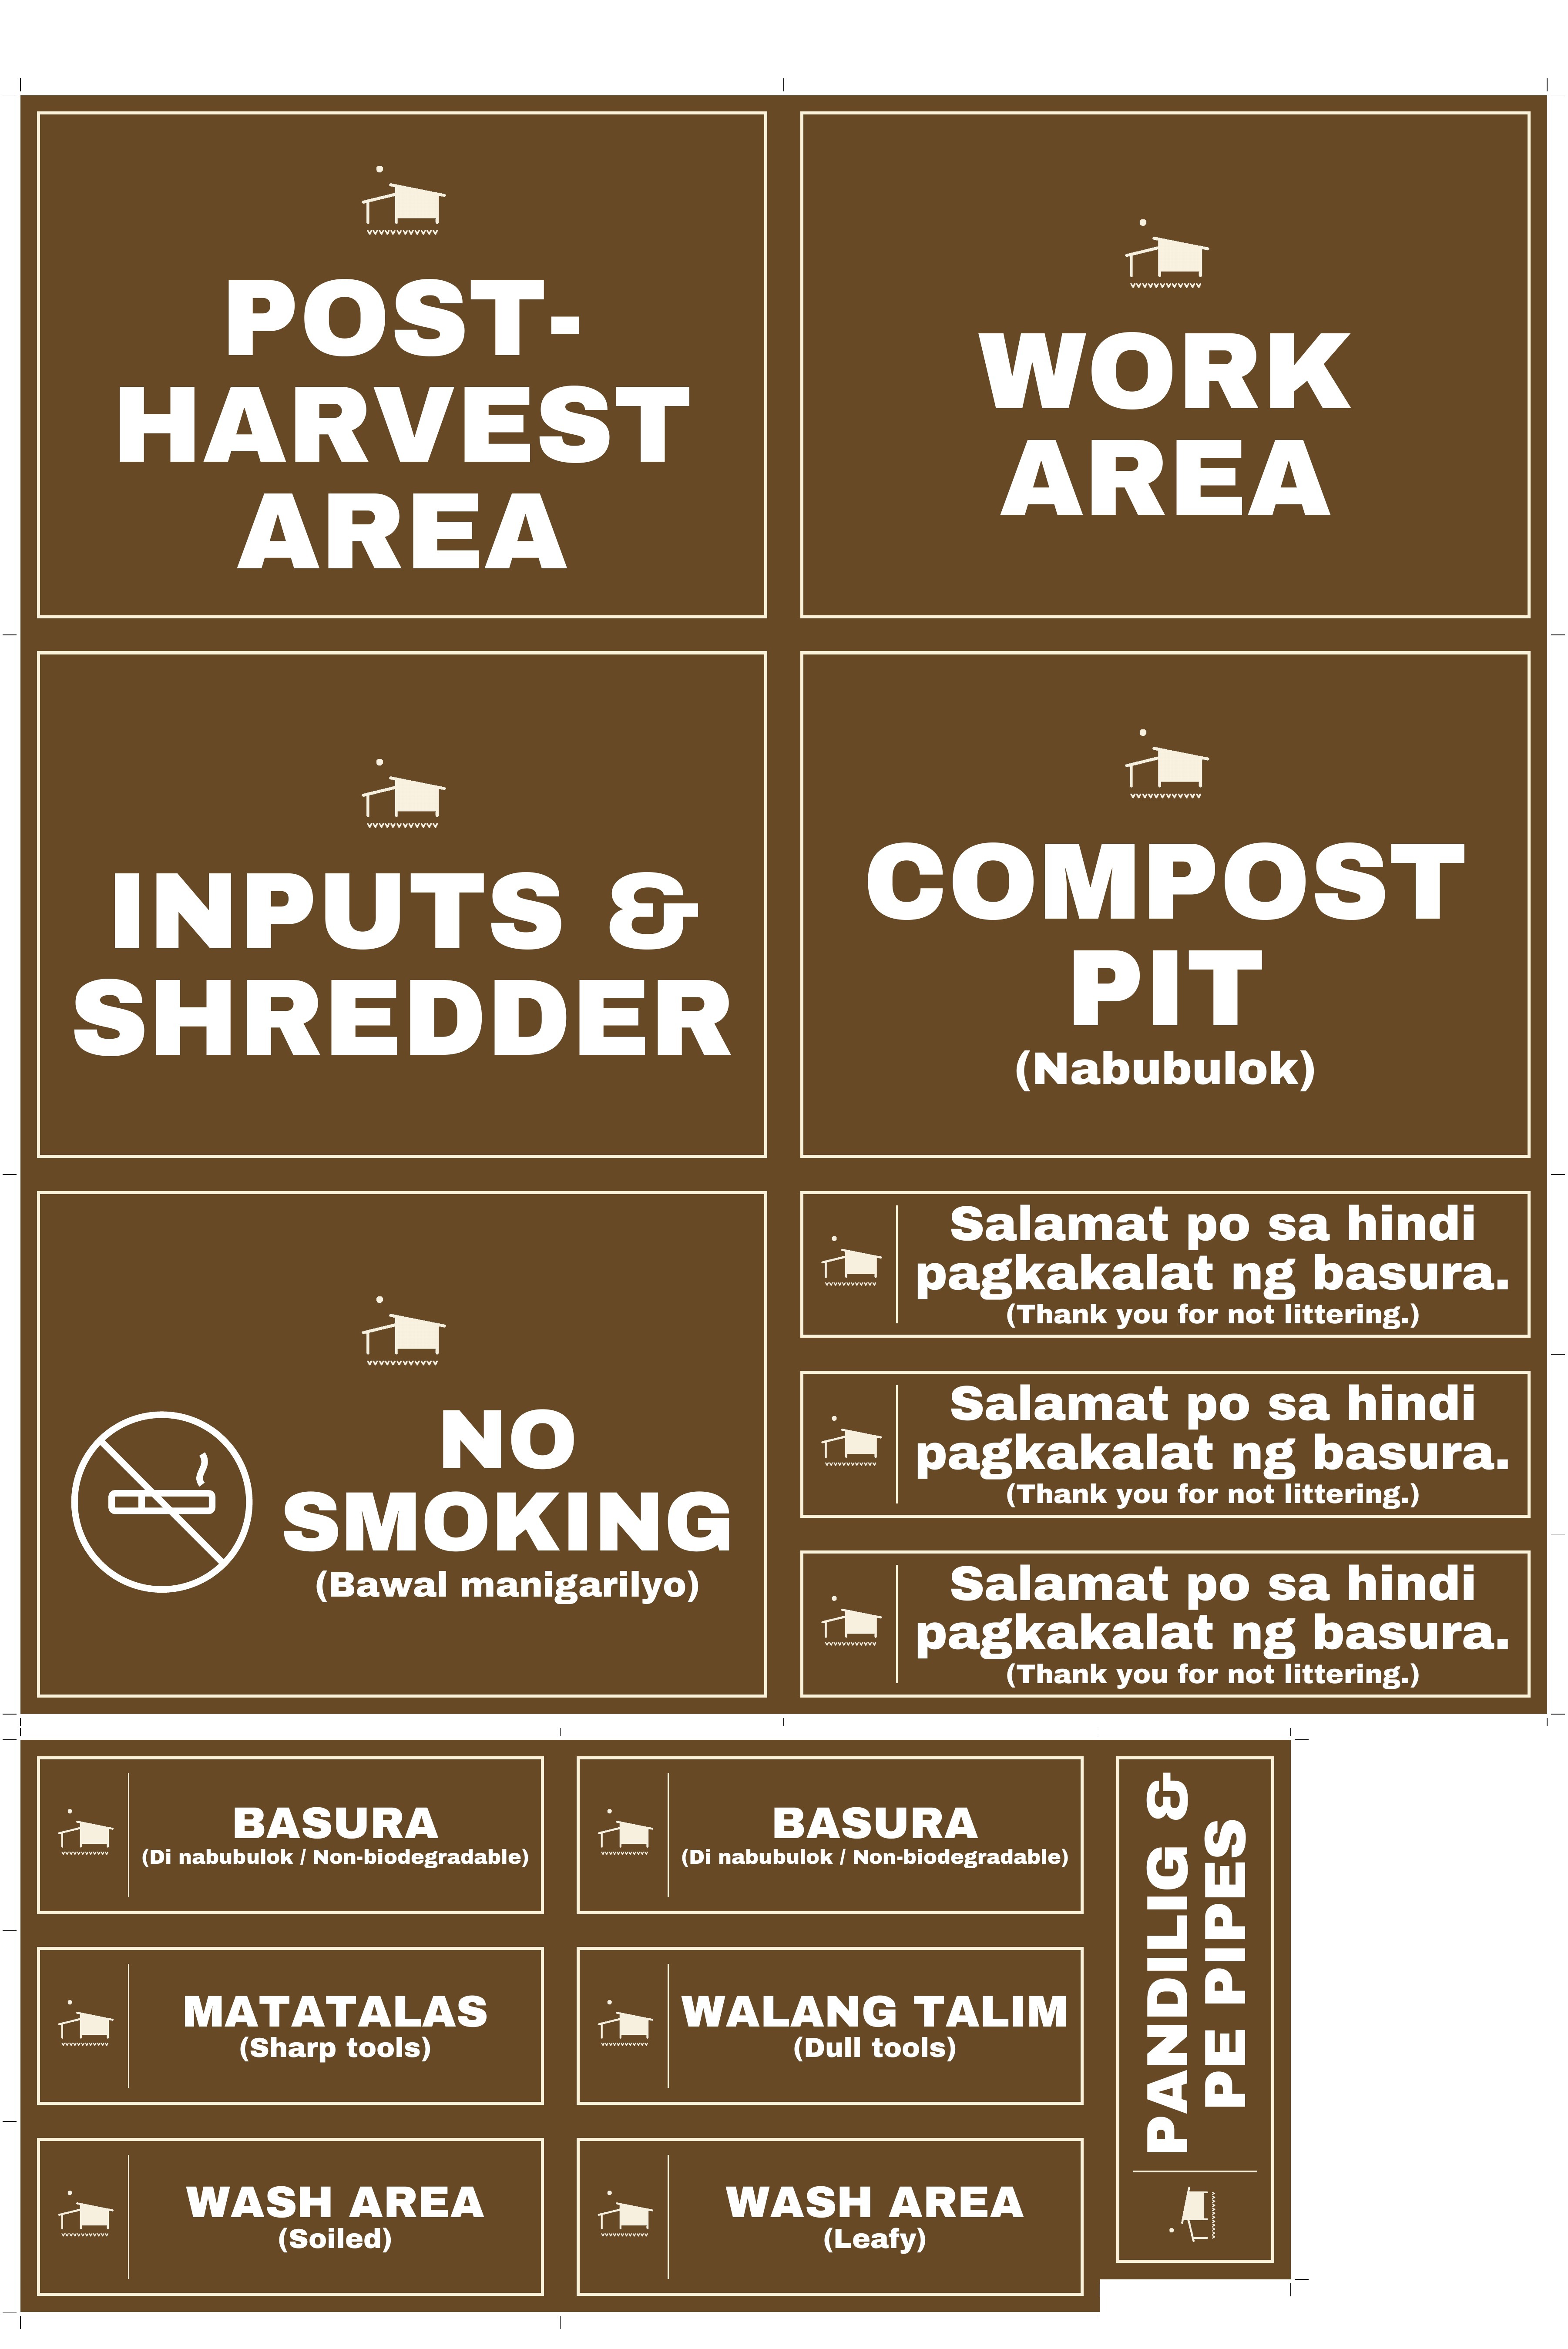 POST-
HARVEST
AREA
WORK
AREA
INPUTS &
SHREDDER
COMPOST
PIT
(Nabubulok)
NO
SMOKING
(Bawal manigarilyo)
Salamat po sa hindi
pagkakalat ng basura.
(Thank you for not littering.)
Salamat po sa hindi
pagkakalat ng basura.
(Thank you for not littering.)
Salamat po sa hindi
pagkakalat ng basura.
(Thank you for not littering.)
BASURA
(Di nabubulok / Non-biodegradable)
BASURA
(Di nabubulok / Non-biodegradable)
MATATALAS
(Sharp tools)
WALANG TALIM
(Dull tools)
WASH AREA
(Soiled)
WASH AREA
(Leafy)
PANDILIG &
PE PIPES